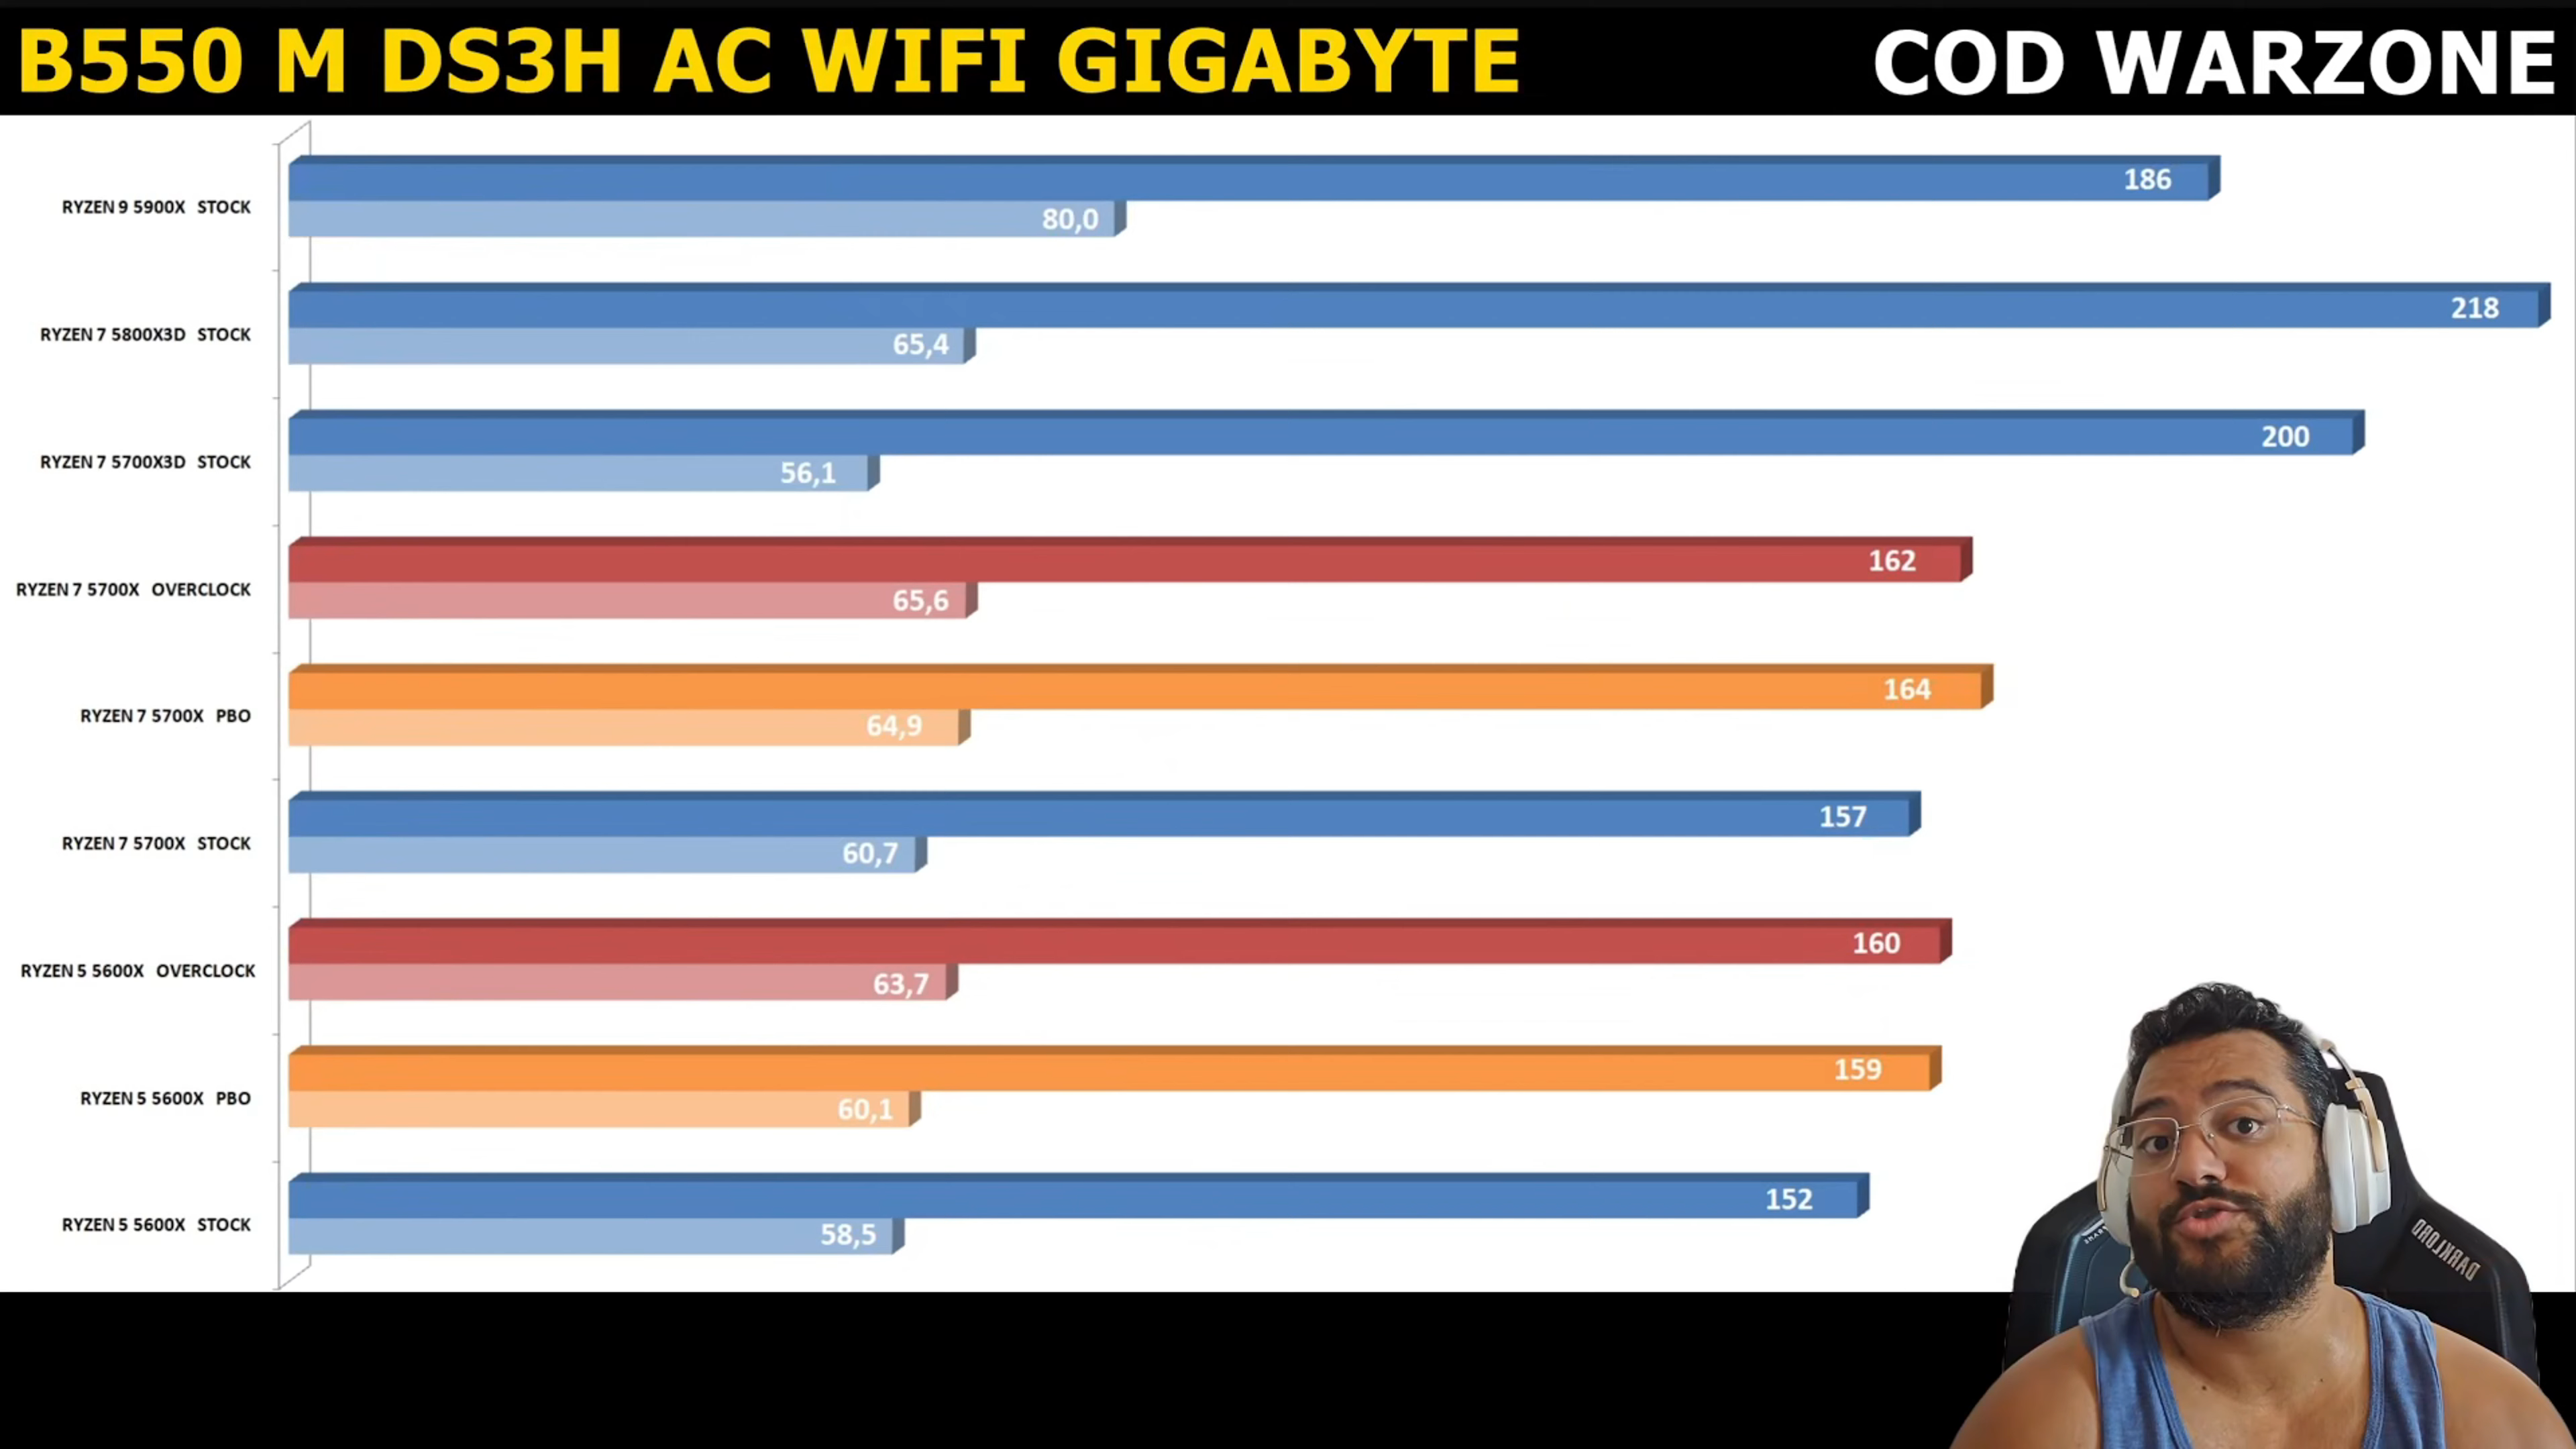 B550 M DS3H AC WIFI GIGABYTE
COD WARZONE
RYZEN 9 5900X STOCK
186
80,0
RYZEN 7 5800X3D STOCK
218
65,4
RYZEN 7 5700X3D STOCK
200
56,1
RYZEN 7 5700X OVERCLOCK
162
65,6
RYZEN 7 5700X PBO
164
64,9
RYZEN 7 5700X STOCK
157
60,7
RYZEN 5 5600X OVERCLOCK
160
63,7
RYZEN 5 5600X PBO
159
60,1
RYZEN 5 5600X STOCK
152
58,5
DARKLORD